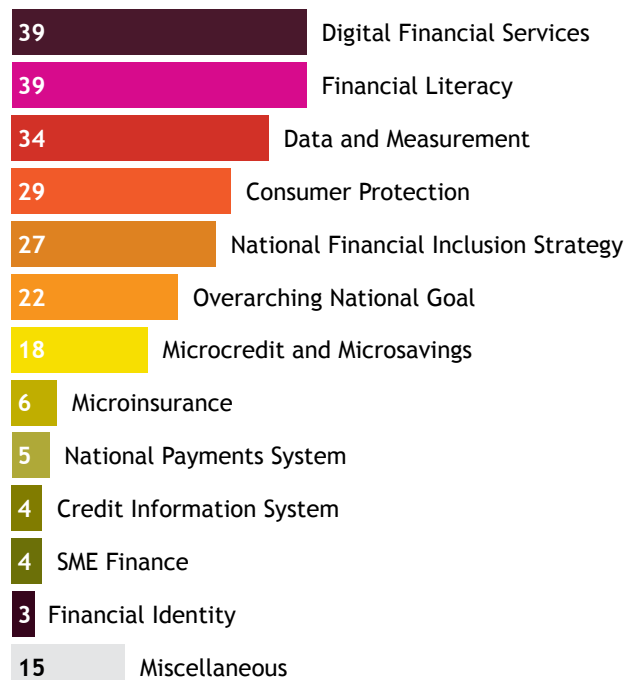 39 Digital Financial Services
39 Financial Literacy
34 Data and Measurement
29 Consumer Protection
27 National Financial Inclusion Strategy
22 Overarching National Goal
18 Microcredit and Microsavings
6 Microinsurance
5 National Payments System
4 Credit Information System
4 SME Finance
3 Financial Identity
15 Miscellaneous